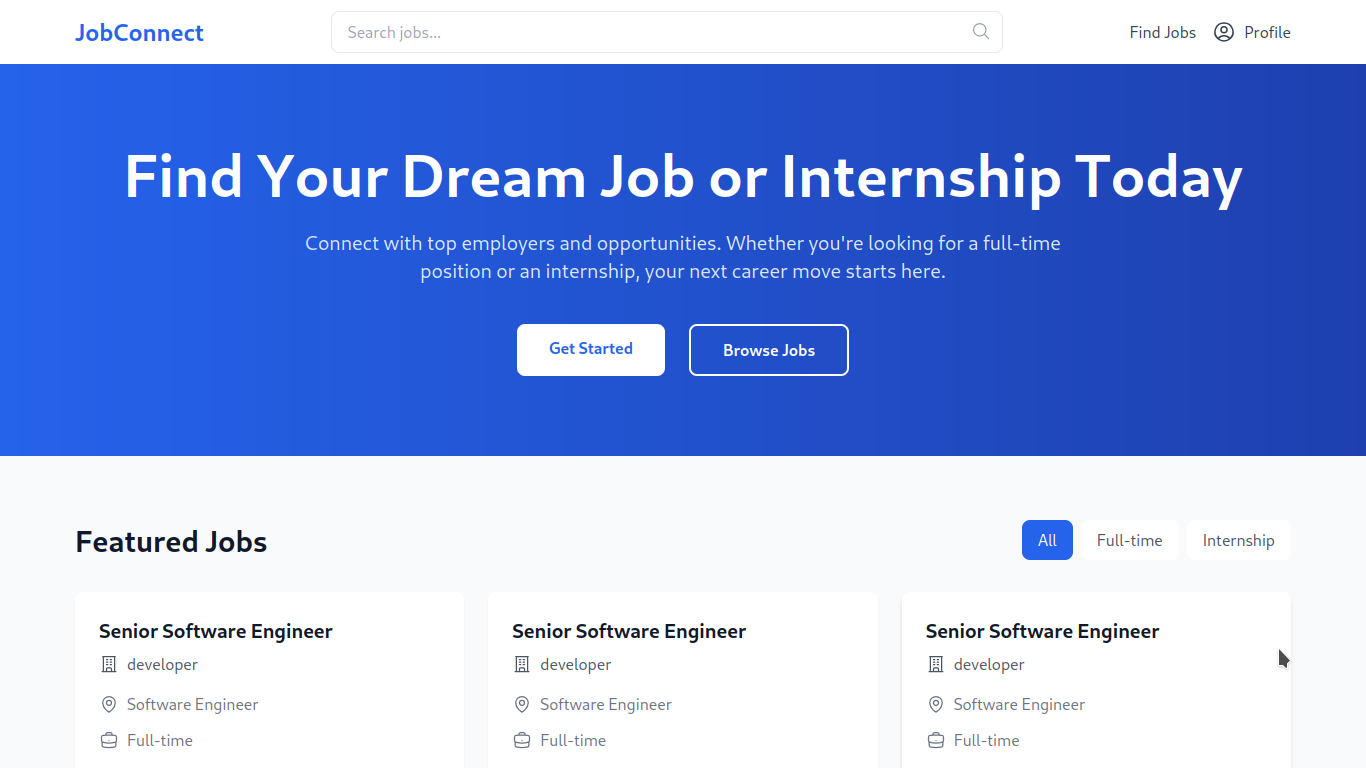 JobConnect
Search jobs...
Find Jobs
Profile
Find Your Dream Job or Internship Today
Connect with top employers and opportunities. Whether you're looking for a full-time
position or an internship, your next career move starts here.
Get Started
Browse Jobs
Featured Jobs
All
Full-time
Internship
Senior Software Engineer
developer
Software Engineer
Full-time
Senior Software Engineer
developer
Software Engineer
Full-time
Senior Software Engineer
developer
Software Engineer
Full-time